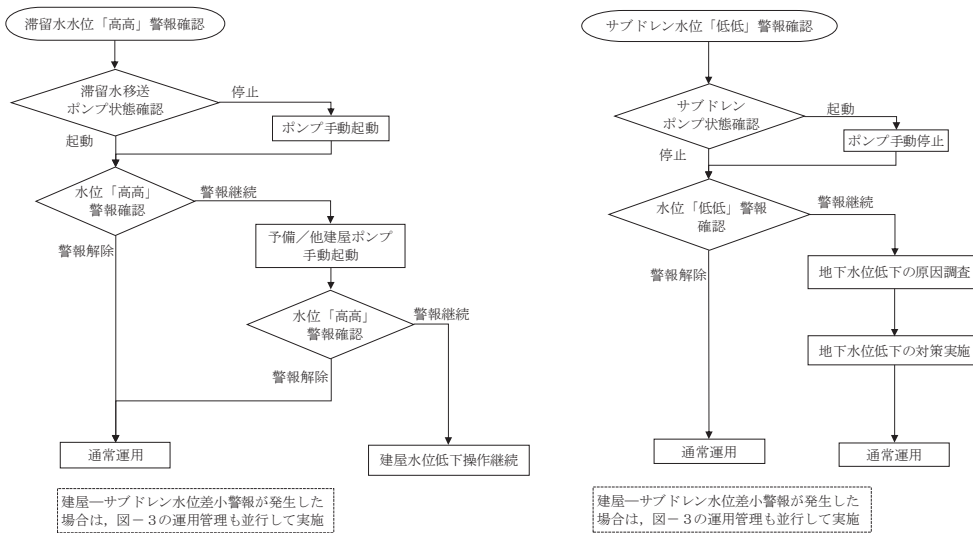 滞留水水位「高高」警報確認
滞留水移送
ポンプ状態確認
停止
ポンプ手動起動
起動
水位「高高」
警報確認
警報継続
予備／他建屋ポンプ
手動起動
警報解除
水位「高高」
警報確認
警報継続
警報解除
通常運用
建屋水位低下操作継続
建屋―サブドレン水位差小警報が発生した
場合は，図－３の運用管理も並行して実施
サブドレン水位「低低」警報確認
サブドレン
ポンプ状態確認
起動
ポンプ手動停止
停止
水位「低低」警報
確認
警報継続
地下水位低下の原因調査
警報解除
地下水位低下の対策実施
通常運用
通常運用
建屋―サブドレン水位差小警報が発生した
場合は，図－３の運用管理も並行して実施